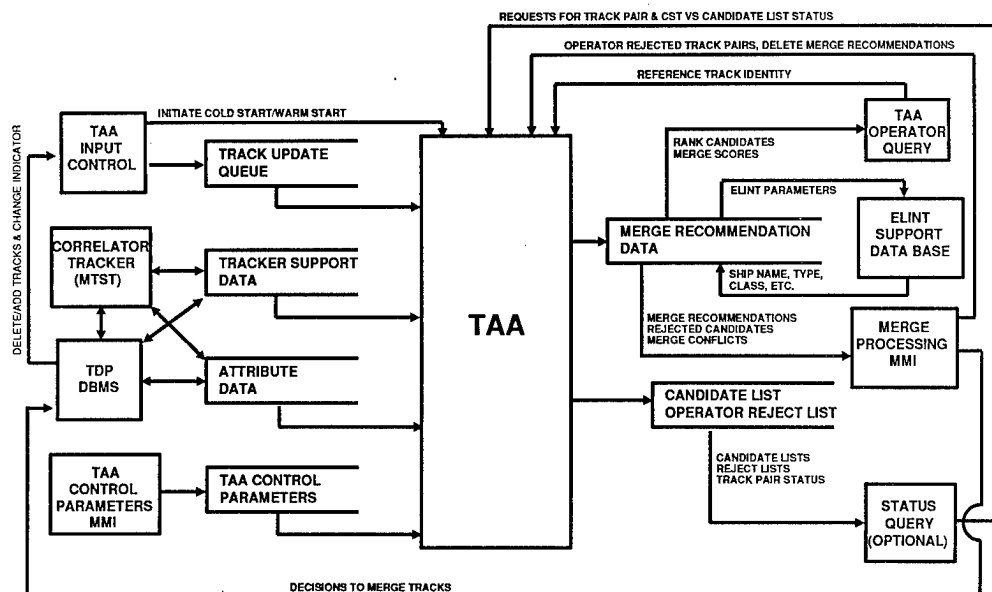 REQUESTS FOR TRACK PAIR & CST VS CANDIDATE LIST STATUS
OPERATOR REJECTED TRACK PAIRS, DELETE MERGE RECOMMENDATIONS
REFERENCE TRACK IDENTITY
INITIATE COLD START/WARM START
DELETE/ADD TRACKS & CHANGE INDICATOR
TAA
INPUT
CONTROL
TRACK UPDATE
QUEUE
CORRELATOR
TRACKER
(MTST)
TRACKER SUPPORT
DATA
TDP
DBMS
ATTRIBUTE
DATA
TAA
CONTROL
PARAMETERS
MMI
TAA CONTROL
PARAMETERS
TAA
RANK CANDIDATES
MERGE SCORES
TAA
OPERATOR
QUERY
ELINT PARAMETERS
MERGE RECOMMENDATION
DATA
ELINT
SUPPORT
DATA BASE
SHIP NAME, TYPE,
CLASS, ETC.
MERGE RECOMMENDATIONS
REJECTED CANDIDATES
MERGE CONFLICTS
MERGE
PROCESSING
MMI
CANDIDATE LIST
OPERATOR REJECT LIST
CANDIDATE LISTS
REJECT LISTS
TRACK PAIR STATUS
STATUS
QUERY
(OPTIONAL)
DECISIONS TO MERGE TRACKS